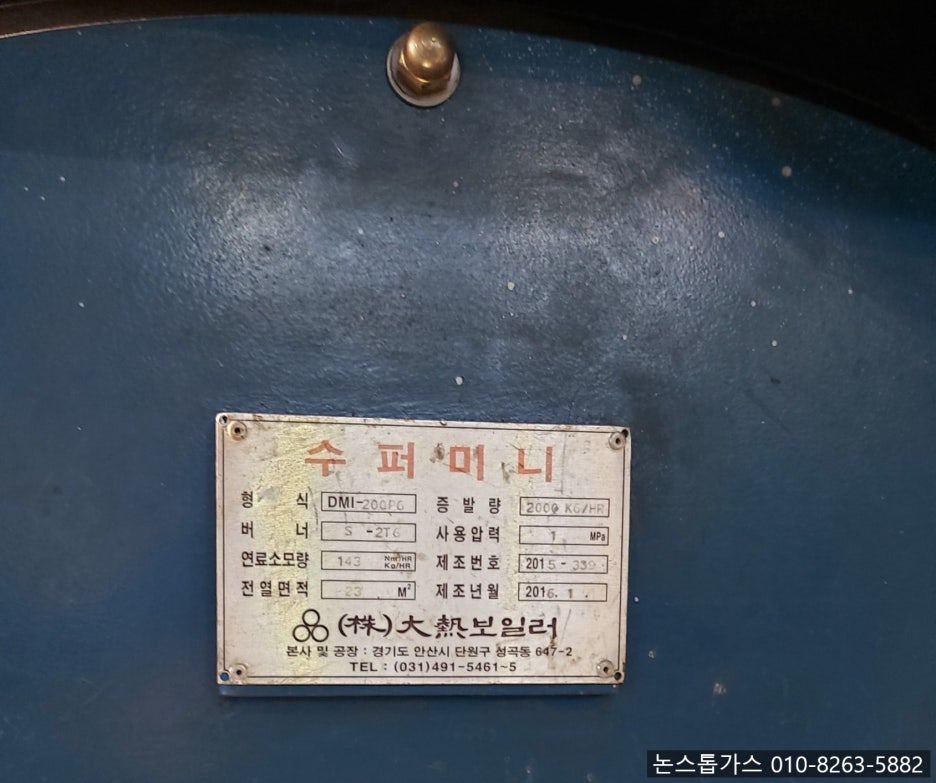 수퍼미니
형식 DMI-200PG 증발량 2000 KG/HR
버너 S -2TG 사용압력 1 MPa
연료소모량 143 Nm³/HR Kg/HR 제조번호 2015 - 339
전열면적 23 M² 제조년월 2016. 1 .
(株)大熱보일러
본사 및 공장 : 경기도 안산시 단원구 성곡동 647-2
TEL : (031)491-5461~5
논스톱가스 010-8263-5882